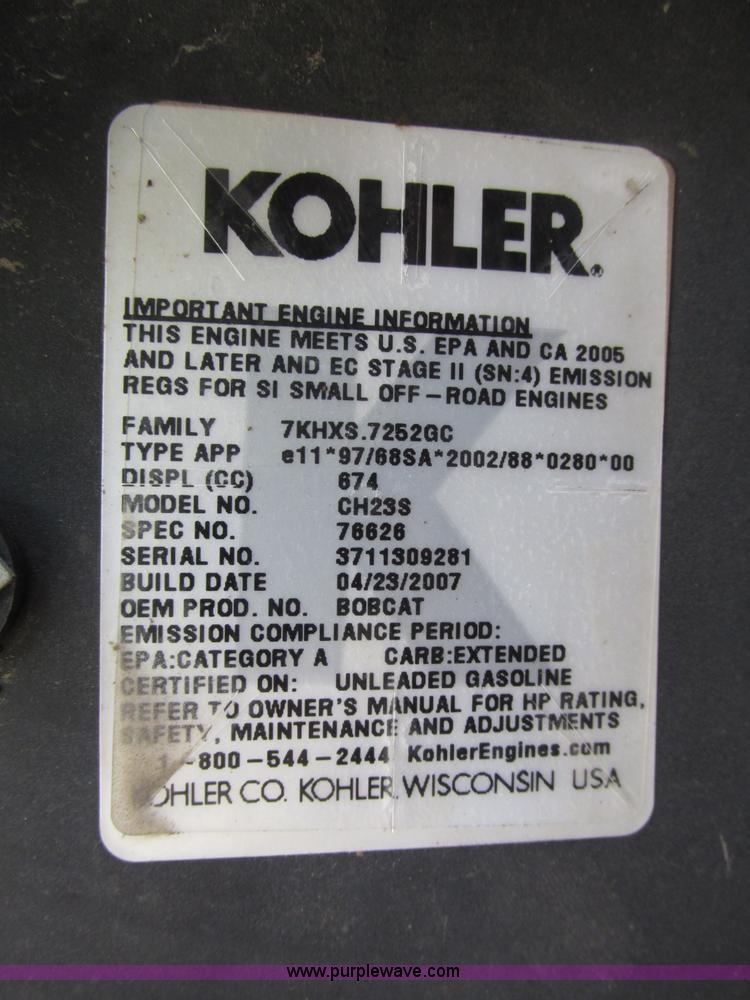 KOHLER®
IMPORTANT ENGINE INFORMATION
THIS ENGINE MEETS U.S. EPA AND CA 2005
AND LATER AND EC STAGE II (SN:4) EMISSION
REGS FOR SI SMALL OFF-ROAD ENGINES
FAMILY 7KHXS.7252GC
TYPE APP e11*97/68SA*2002/88*0280*00
DISPL (CC) 674
MODEL NO. CH23S
SPEC NO. 76626
SERIAL NO. 3711309281
BUILD DATE 04/23/2007
OEM PROD. NO. BOBCAT
EMISSION COMPLIANCE PERIOD:
EPA:CATEGORY A CARB:EXTENDED
CERTIFIED ON: UNLEADED GASOLINE
REFER TO OWNER'S MANUAL FOR HP RATING,
SAFETY, MAINTENANCE AND ADJUSTMENTS
1-800-544-2444 KohlerEngines.com
KOHLER CO. KOHLER, WISCONSIN USA
www.purplewave.com